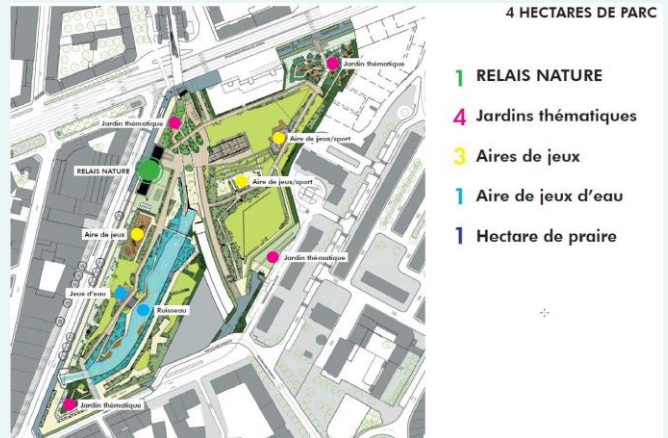 4 HECTARES DE PARC
1 RELAIS NATURE
4 Jardins thématiques
3 Aires de jeux
1 Aire de jeux d'eau
1 Hectare de praire
Jardin thématique
Jardin thématique
Aire de jeux/sport
RELAIS NATURE
Aire de jeux/sport
Aire de jeux
Jardin thématique
Jeux d'eau
Ruisseau
Jardin thématique